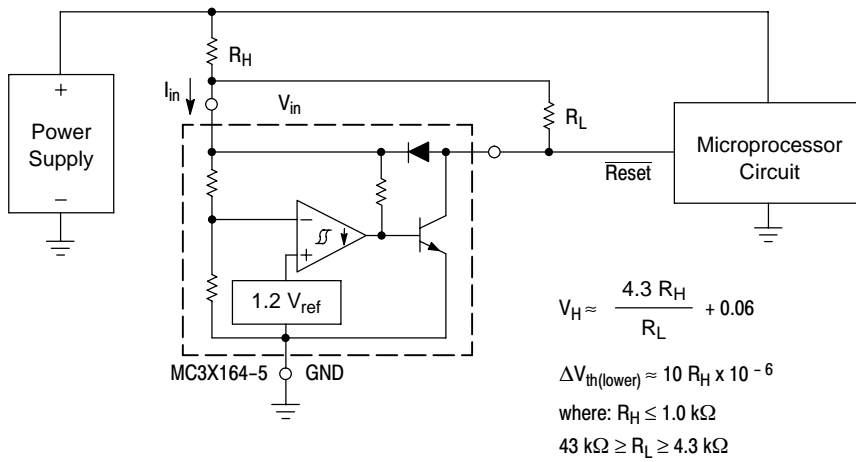 R_H
I_in
V_in
+
Power
Supply
−
R_L
Microprocessor
Circuit
Reset
−
+
1.2 V_ref
MC3X164−5
GND
V_H ≈ 4.3 R_H / R_L + 0.06
ΔV_th(lower) ≈ 10 R_H x 10^−6
where: R_H ≤ 1.0 kΩ
43 kΩ ≥ R_L ≥ 4.3 kΩ